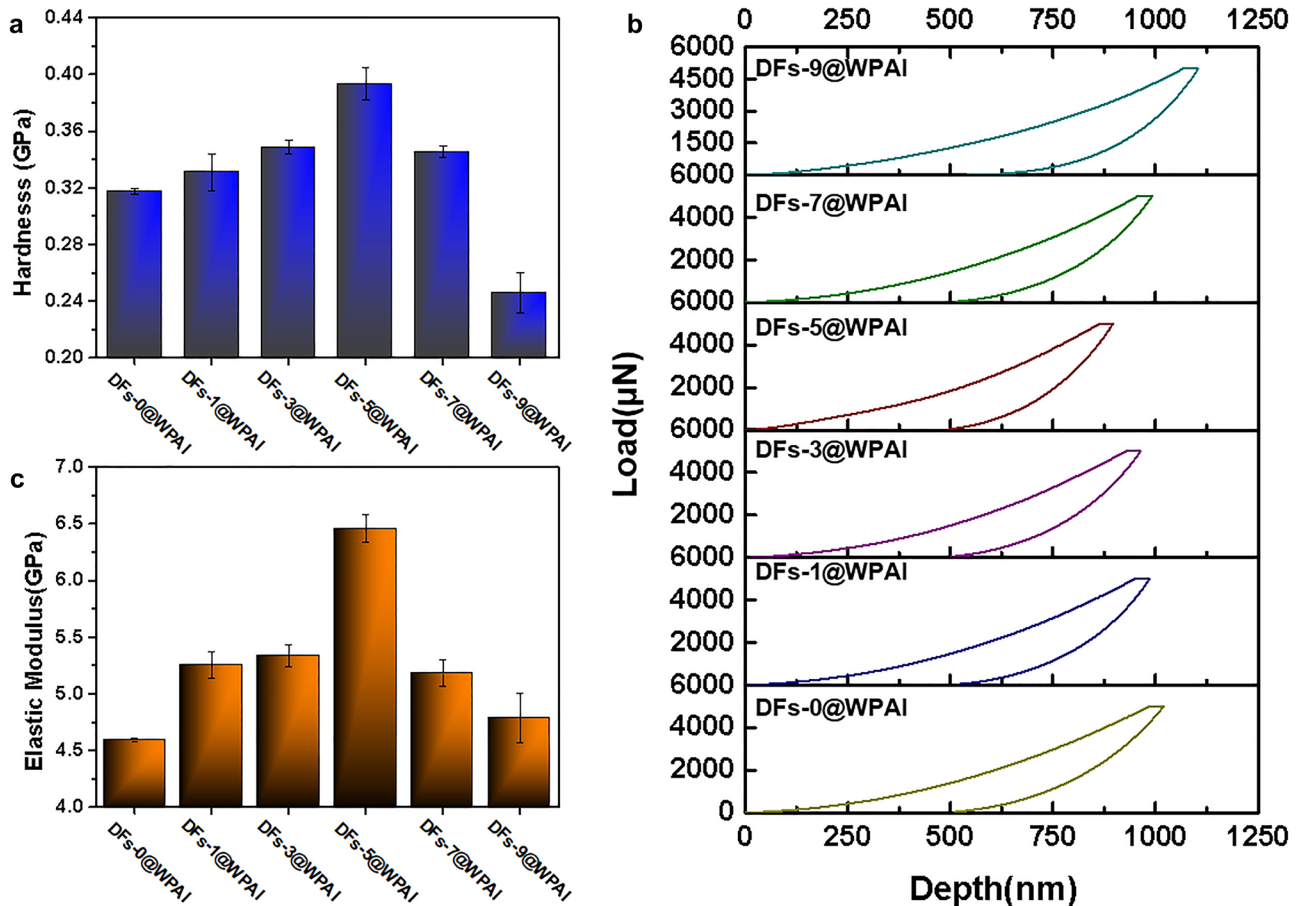 a
Hardnesss (GPa)
0.44
0.40
0.36
0.32
0.28
0.24
0.20
DFs-0@WPAI
DFs-1@WPAI
DFs-3@WPAI
DFs-5@WPAI
DFs-7@WPAI
DFs-9@WPAI
c
Elastic Modulus(GPa)
7.0
6.5
6.0
5.5
5.0
4.5
4.0
DFs-0@WPAI
DFs-1@WPAI
DFs-3@WPAI
DFs-5@WPAI
DFs-7@WPAI
DFs-9@WPAI
b
0 250 500 750 1000 1250
Load(μN)
6000
DFs-9@WPAI
4500
3000
1500
6000
DFs-7@WPAI
4000
2000
6000
DFs-5@WPAI
4000
2000
6000
DFs-3@WPAI
4000
2000
6000
DFs-1@WPAI
4000
2000
6000
DFs-0@WPAI
4000
2000
0
0 250 500 750 1000 1250
Depth(nm)